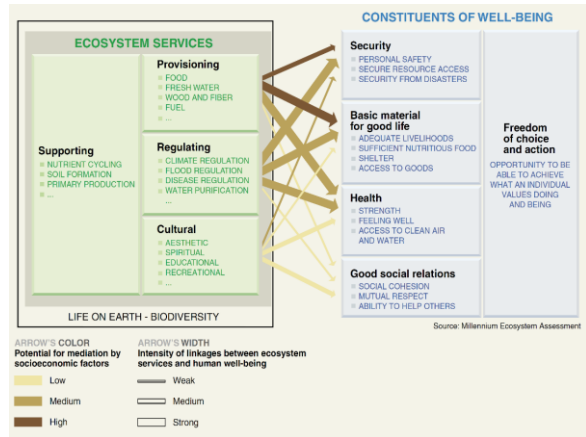 CONSTITUENTS OF WELL-BEING
ECOSYSTEM SERVICES
Supporting
NUTRIENT CYCLING
SOIL FORMATION
PRIMARY PRODUCTION
...
Provisioning
FOOD
FRESH WATER
WOOD AND FIBER
FUEL
...
Regulating
CLIMATE REGULATION
FLOOD REGULATION
DISEASE REGULATION
WATER PURIFICATION
...
Cultural
AESTHETIC
SPIRITUAL
EDUCATIONAL
RECREATIONAL
...
LIFE ON EARTH - BIODIVERSITY
Security
PERSONAL SAFETY
SECURE RESOURCE ACCESS
SECURITY FROM DISASTERS
Basic material
for good life
ADEQUATE LIVELIHOODS
SUFFICIENT NUTRITIOUS FOOD
SHELTER
ACCESS TO GOODS
Health
STRENGTH
FEELING WELL
ACCESS TO CLEAN AIR
AND WATER
Good social relations
SOCIAL COHESION
MUTUAL RESPECT
ABILITY TO HELP OTHERS
Freedom
of choice
and action
OPPORTUNITY TO BE
ABLE TO ACHIEVE
WHAT AN INDIVIDUAL
VALUES DOING
AND BEING
Source: Millennium Ecosystem Assessment
ARROW'S COLOR
Potential for mediation by
socioeconomic factors
Low
Medium
High
ARROW'S WIDTH
Intensity of linkages between ecosystem
services and human well-being
Weak
Medium
Strong